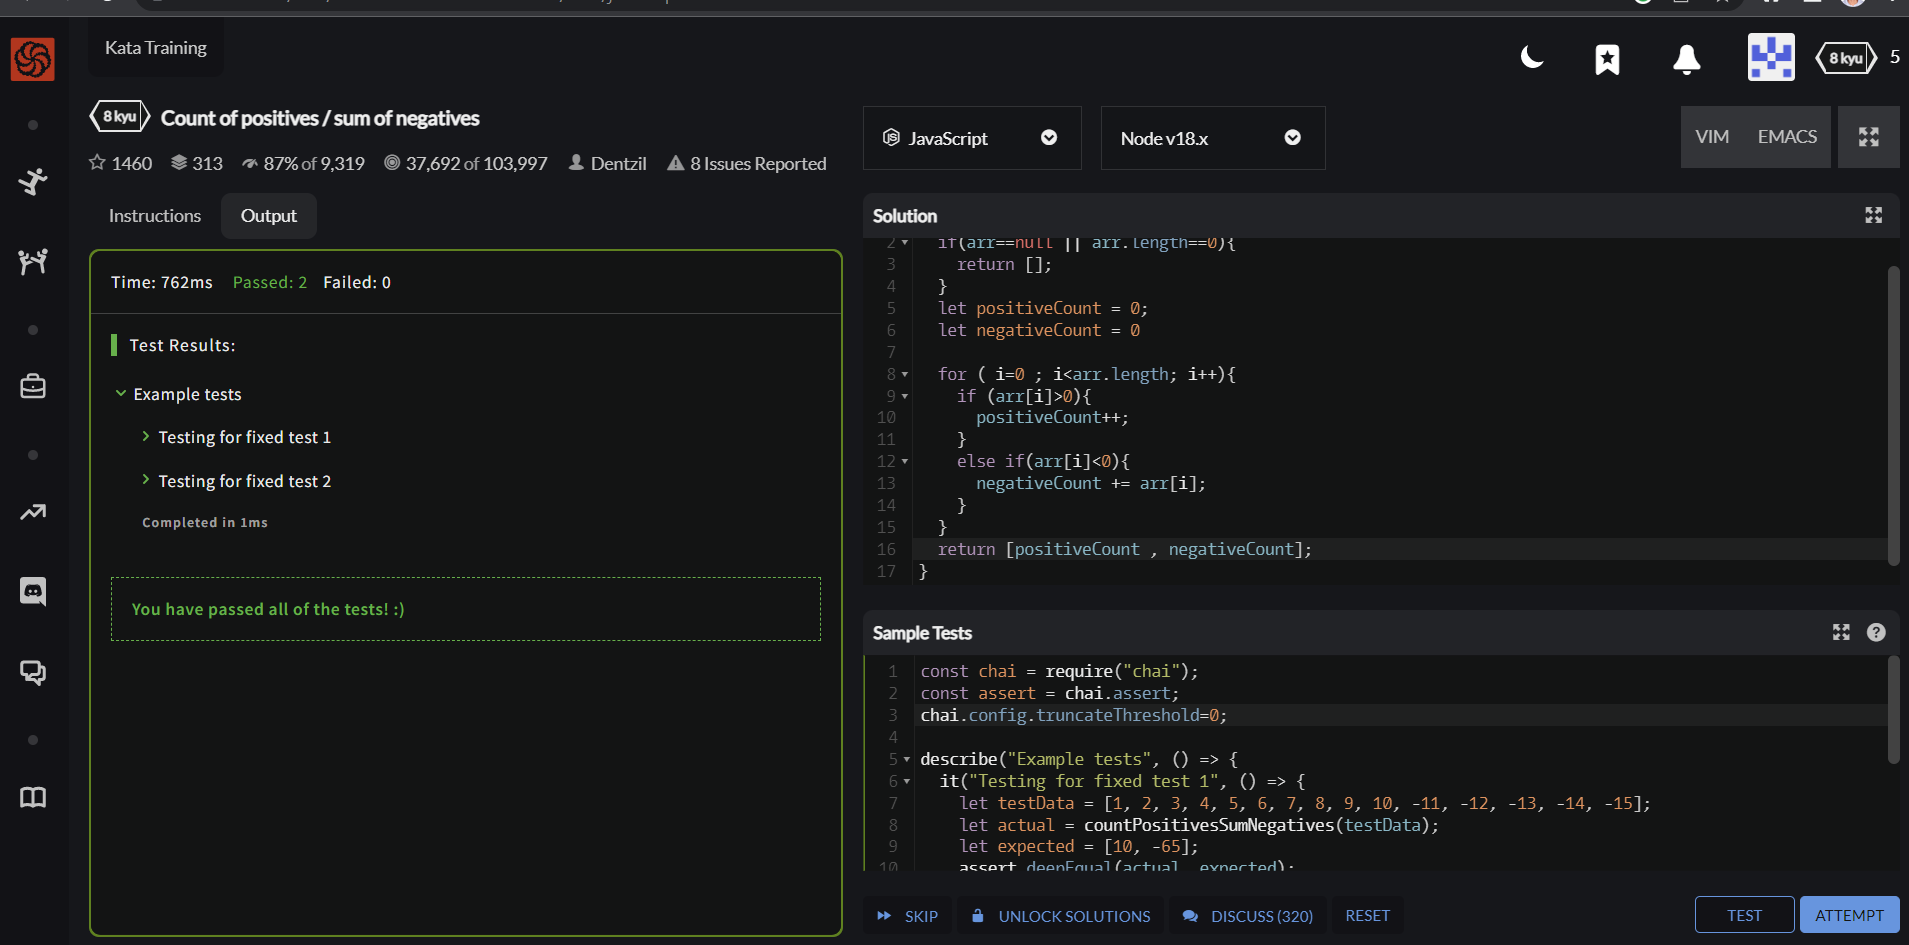 Kata Training
8 kyu
5
8 kyu
Count of positives / sum of negatives
1460 313 87% of 9,319 37,692 of 103,997 Dentzil 8 Issues Reported
JavaScript
Node v18.x
VIM EMACS
Instructions Output
Time: 762ms Passed: 2 Failed: 0
Test Results:
Example tests
Testing for fixed test 1
Testing for fixed test 2
Completed in 1ms
You have passed all of the tests! :)
Solution
2 if(arr==null || arr.length==0){
3 return [];
4 }
5 let positiveCount = 0;
6 let negativeCount = 0
7
8 for ( i=0 ; i<arr.length; i++){
9 if (arr[i]>0){
10 positiveCount++;
11 }
12 else if(arr[i]<0){
13 negativeCount += arr[i];
14 }
15 }
16 return [positiveCount , negativeCount];
17 }
Sample Tests
1 const chai = require("chai");
2 const assert = chai.assert;
3 chai.config.truncateThreshold=0;
4
5 describe("Example tests", () => {
6 it("Testing for fixed test 1", () => {
7 let testData = [1, 2, 3, 4, 5, 6, 7, 8, 9, 10, -11, -12, -13, -14, -15];
8 let actual = countPositivesSumNegatives(testData);
9 let expected = [10, -65];
10 assert.deepEqual(actual, expected);
SKIP UNLOCK SOLUTIONS DISCUSS (320) RESET
TEST ATTEMPT